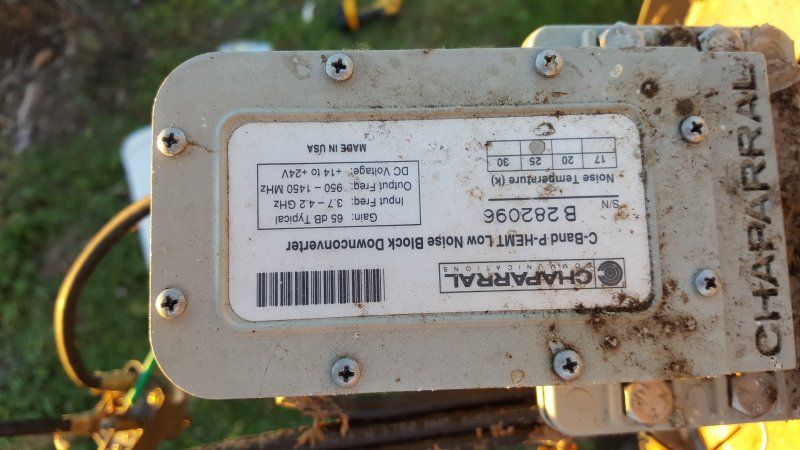 CHAPARRAL
COMMUNICATIONS
C-Band P-HEMT Low Noise Block Downconverter
S/N B 282096
Noise Temperature (k)
17 20 25 30
Gain: 65 dB Typical
Input Freq: 3.7 – 4.2 GHz
Output Freq: 950 – 1450 MHz
DC Voltage: +14 to +24V
MADE IN USA
CHAPARRAL